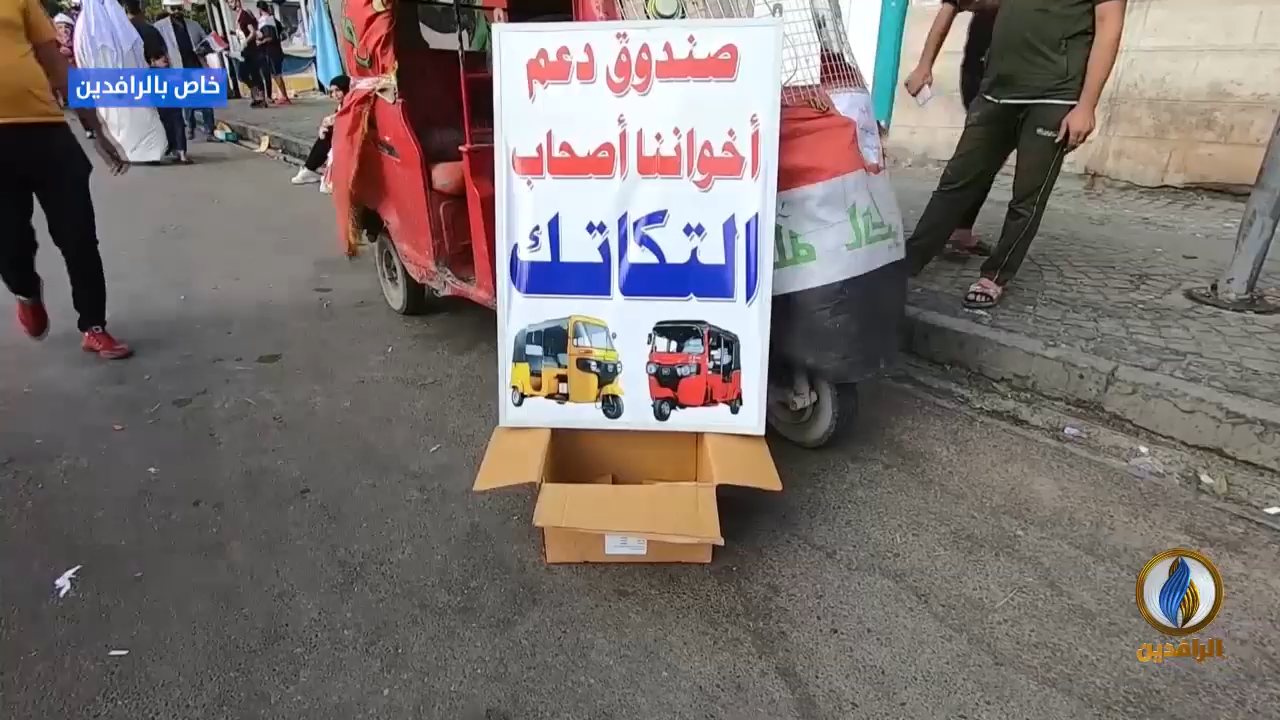 خاص بالرافدين
صندوق دعم
أخواننا أصحاب
التكاتك
الرافدين